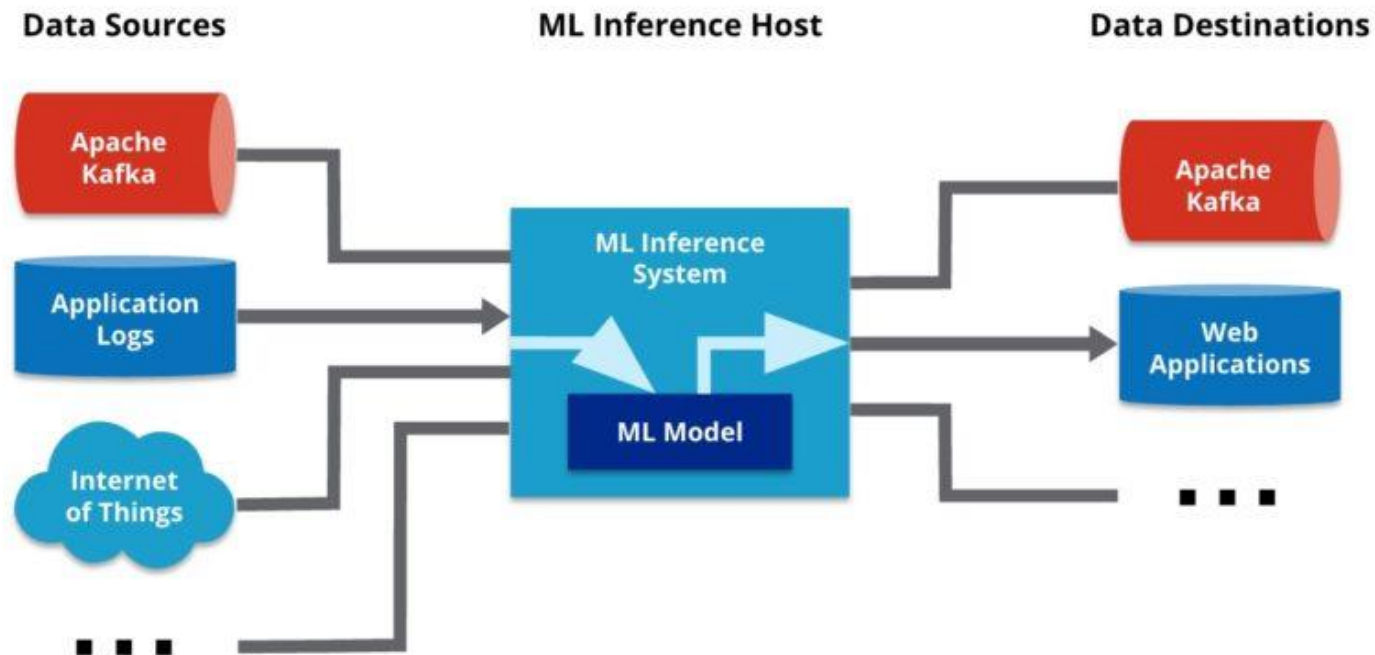 Data Sources
ML Inference Host
Data Destinations
Apache
Kafka
Application
Logs
Internet
of Things
...
ML Inference
System
ML Model
Apache
Kafka
Web
Applications
...